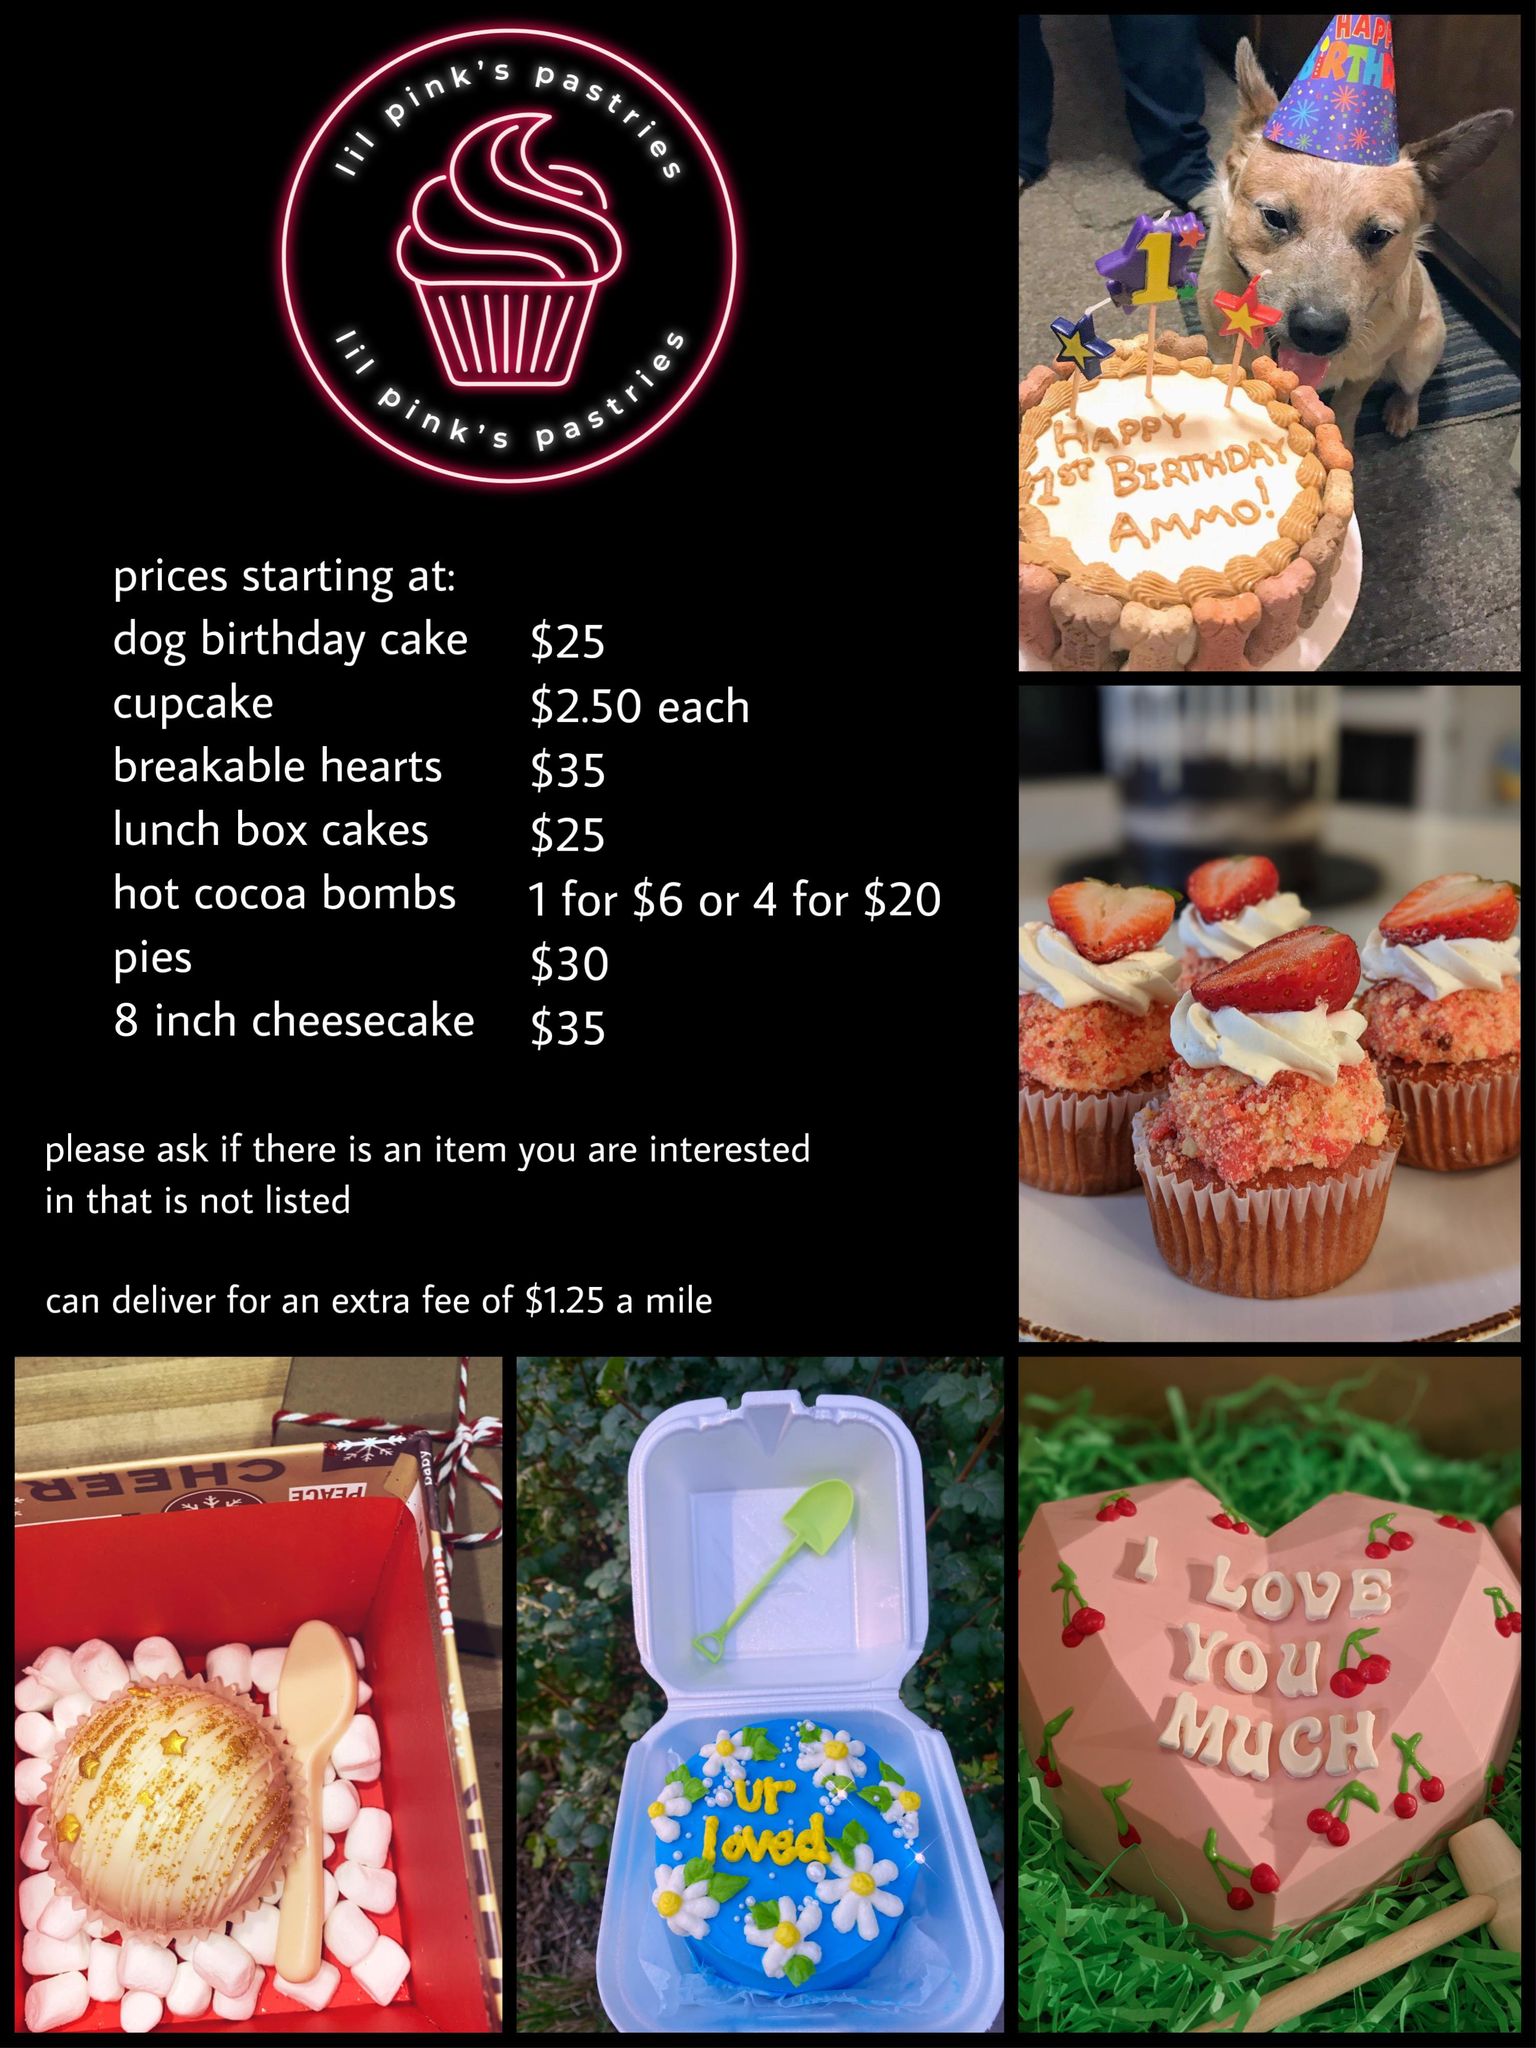 lil pink's pastries
lil pink's pastries
prices starting at:
dog birthday cake $25
cupcake $2.50 each
breakable hearts $35
lunch box cakes $25
hot cocoa bombs 1 for $6 or 4 for $20
pies $30
8 inch cheesecake $35
please ask if there is an item you are interested
in that is not listed
can deliver for an extra fee of $1.25 a mile
1
HAPPY
1ST BIRTHDAY
AMMO!
CHEER
PEACE
ur
loved
I LOVE
YOU
MUCH